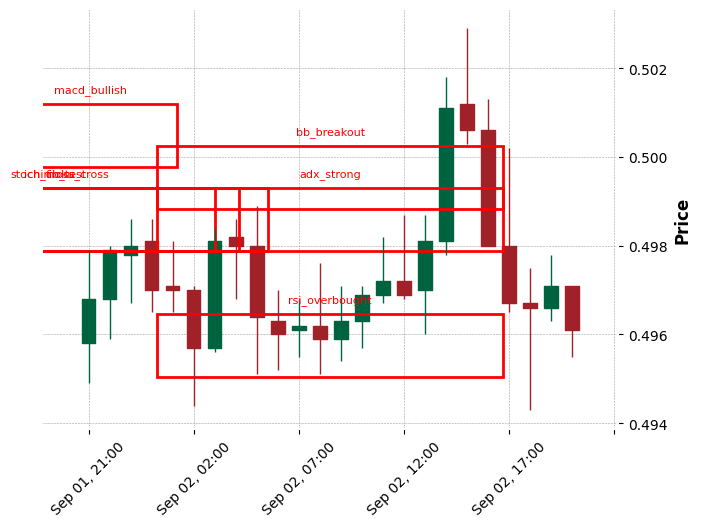 macd_bullish
bb_breakout
adx_strong
rsi_overbought
0.502
0.500
0.498
0.496
0.494
Price
Sep 01, 21:00
Sep 02, 02:00
Sep 02, 07:00
Sep 02, 12:00
Sep 02, 17:00